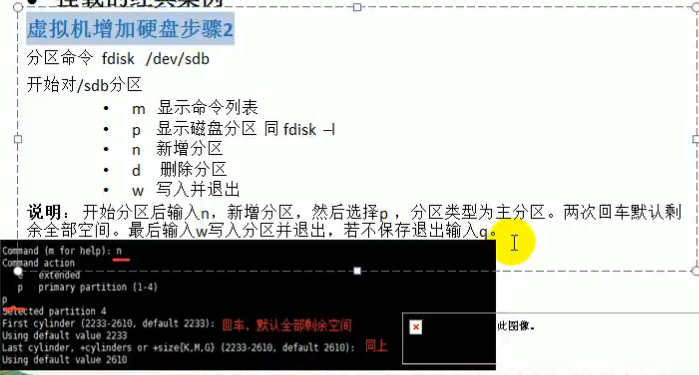 挂载的经典案例
虚拟机增加硬盘步骤2
分区命令 fdisk /dev/sdb
开始对/sdb分区
• m 显示命令列表
• p 显示磁盘分区 同 fdisk –l
• n 新增分区
• d 删除分区
• w 写入并退出
说明： 开始分区后输入n，新增分区，然后选择p ，分区类型为主分区。两次回车默认剩
余全部空间。最后输入w写入分区并退出，若不保存退出输入q。
Command (m for help): n
Command action
extended
p primary partition (1-4)
p
Selected partition 4
First cylinder (2233-2610, default 2233): 回车，默认全部剩余空间
Using default value 2233
Last cylinder, +cylinders or +size{K,M,G} (2233-2610, default 2610): 同上
Using default value 2610
此图像。